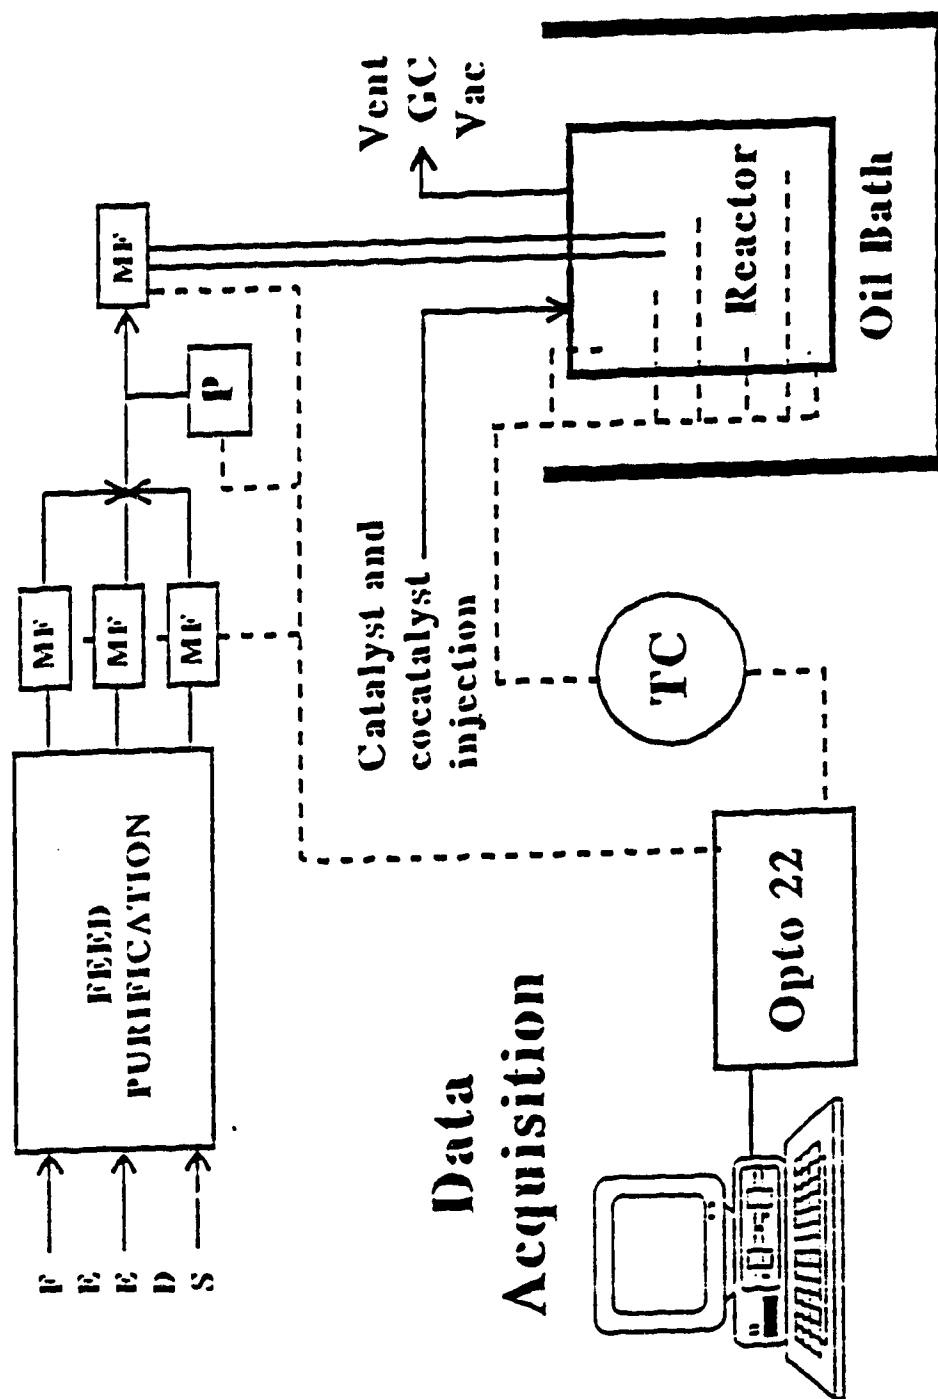 FEEDS
FEED
PURIFICATION
MF
MF
MF
P
MF
Vent
GC
Vac
Catalyst and
cocatalyst
injection
Reactor
Oil Bath
TC
Data
Acquisition
Opto 22